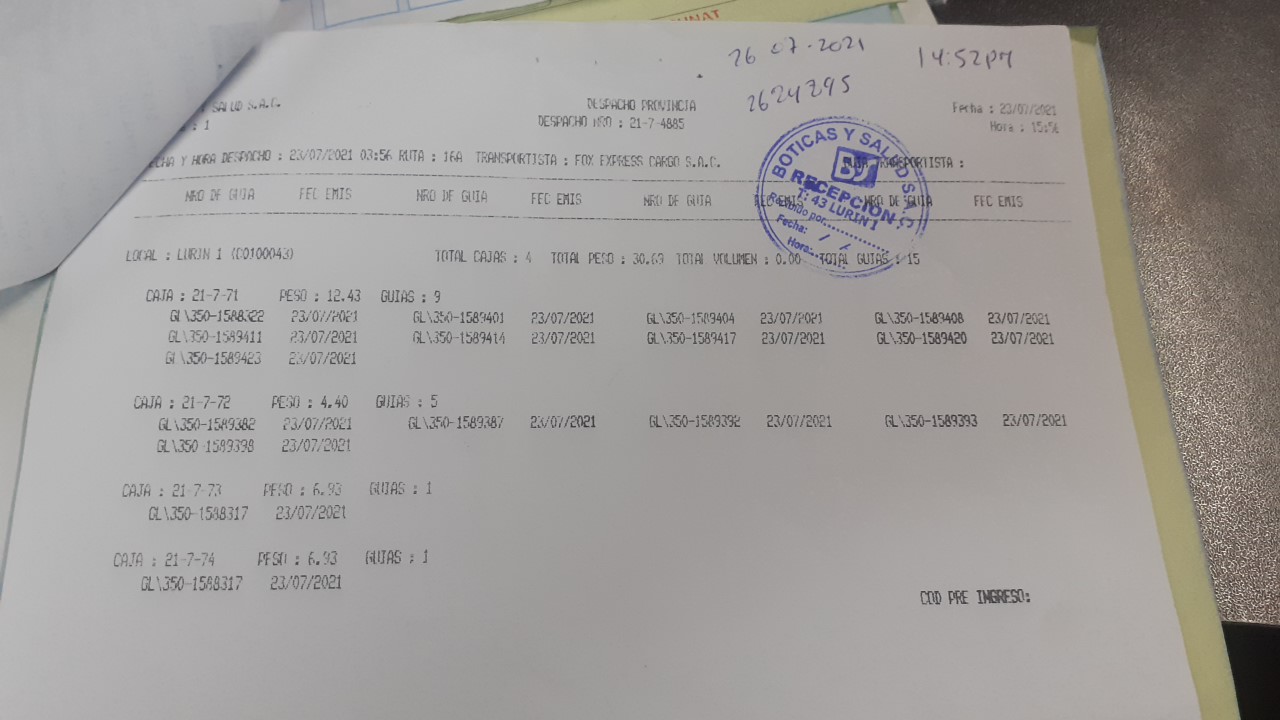 UNAT
26 07-2021 14:52pm
2624295
Y SALUD S.A.C. DESPACHO PROVINCIA Fecha : 23/07/2021
: 1 DESPACHO NRO : 21-7-4885 Hora : 15:56
ECHA Y HORA DESPACHO : 23/07/2021 03:56 RUTA : 16A TRANSPORTISTA : FOX EXPRESS CARGO S.A.C. TRANSPORTISTA :
NRO DE GUIA FEC EMIS NRO DE GUIA FEC EMIS NRO DE GUIA FEC EMIS NRO DE GUIA FEC EMIS
BOTICAS Y SALUD S.A.C
BS
RECEPCION
T: 43 LURIN I
Recibido por:
Fecha: / /
Hora:
LOCAL : LURIN 1 (C0100043) TOTAL CAJAS : 4 TOTAL PESO : 30.69 TOTAL VOLUMEN : 0.00 TOTAL GUIAS : 15
CAJA : 21-7-71 PESO : 12.43 GUIAS : 9
GL\350-1588322 23/07/2021 GL\350-1589401 23/07/2021 GL\350-1589404 23/07/2021 GL\350-1589408 23/07/2021
GL\350-1589411 23/07/2021 GL\350-1589414 23/07/2021 GL\350-1589417 23/07/2021 GL\350-1589420 23/07/2021
GL\350-1589423 23/07/2021
CAJA : 21-7-72 PESO : 4.40 GUIAS : 5
GL\350-1589382 23/07/2021 GL\350-1589387 23/07/2021 GL\350-1589392 23/07/2021 GL\350-1589393 23/07/2021
GL\350-1589398 23/07/2021
CAJA : 21-7-73 PESO : 6.93 GUIAS : 1
GL\350-1588317 23/07/2021
CAJA : 21-7-74 PESO : 6.93 GUIAS : 1
GL\350-1588317 23/07/2021
COD PRE INGRESO: